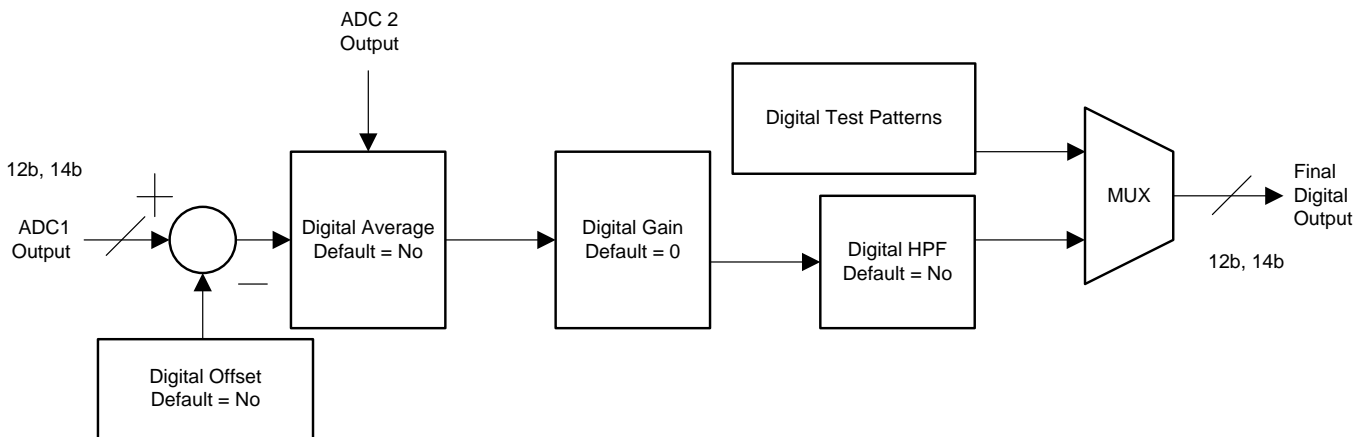 ADC 2
Output
Digital Test Patterns
12b, 14b
ADC1
Output
Digital Average
Default = No
Digital Gain
Default = 0
Digital HPF
Default = No
MUX
Final
Digital
Output
12b, 14b
Digital Offset
Default = No